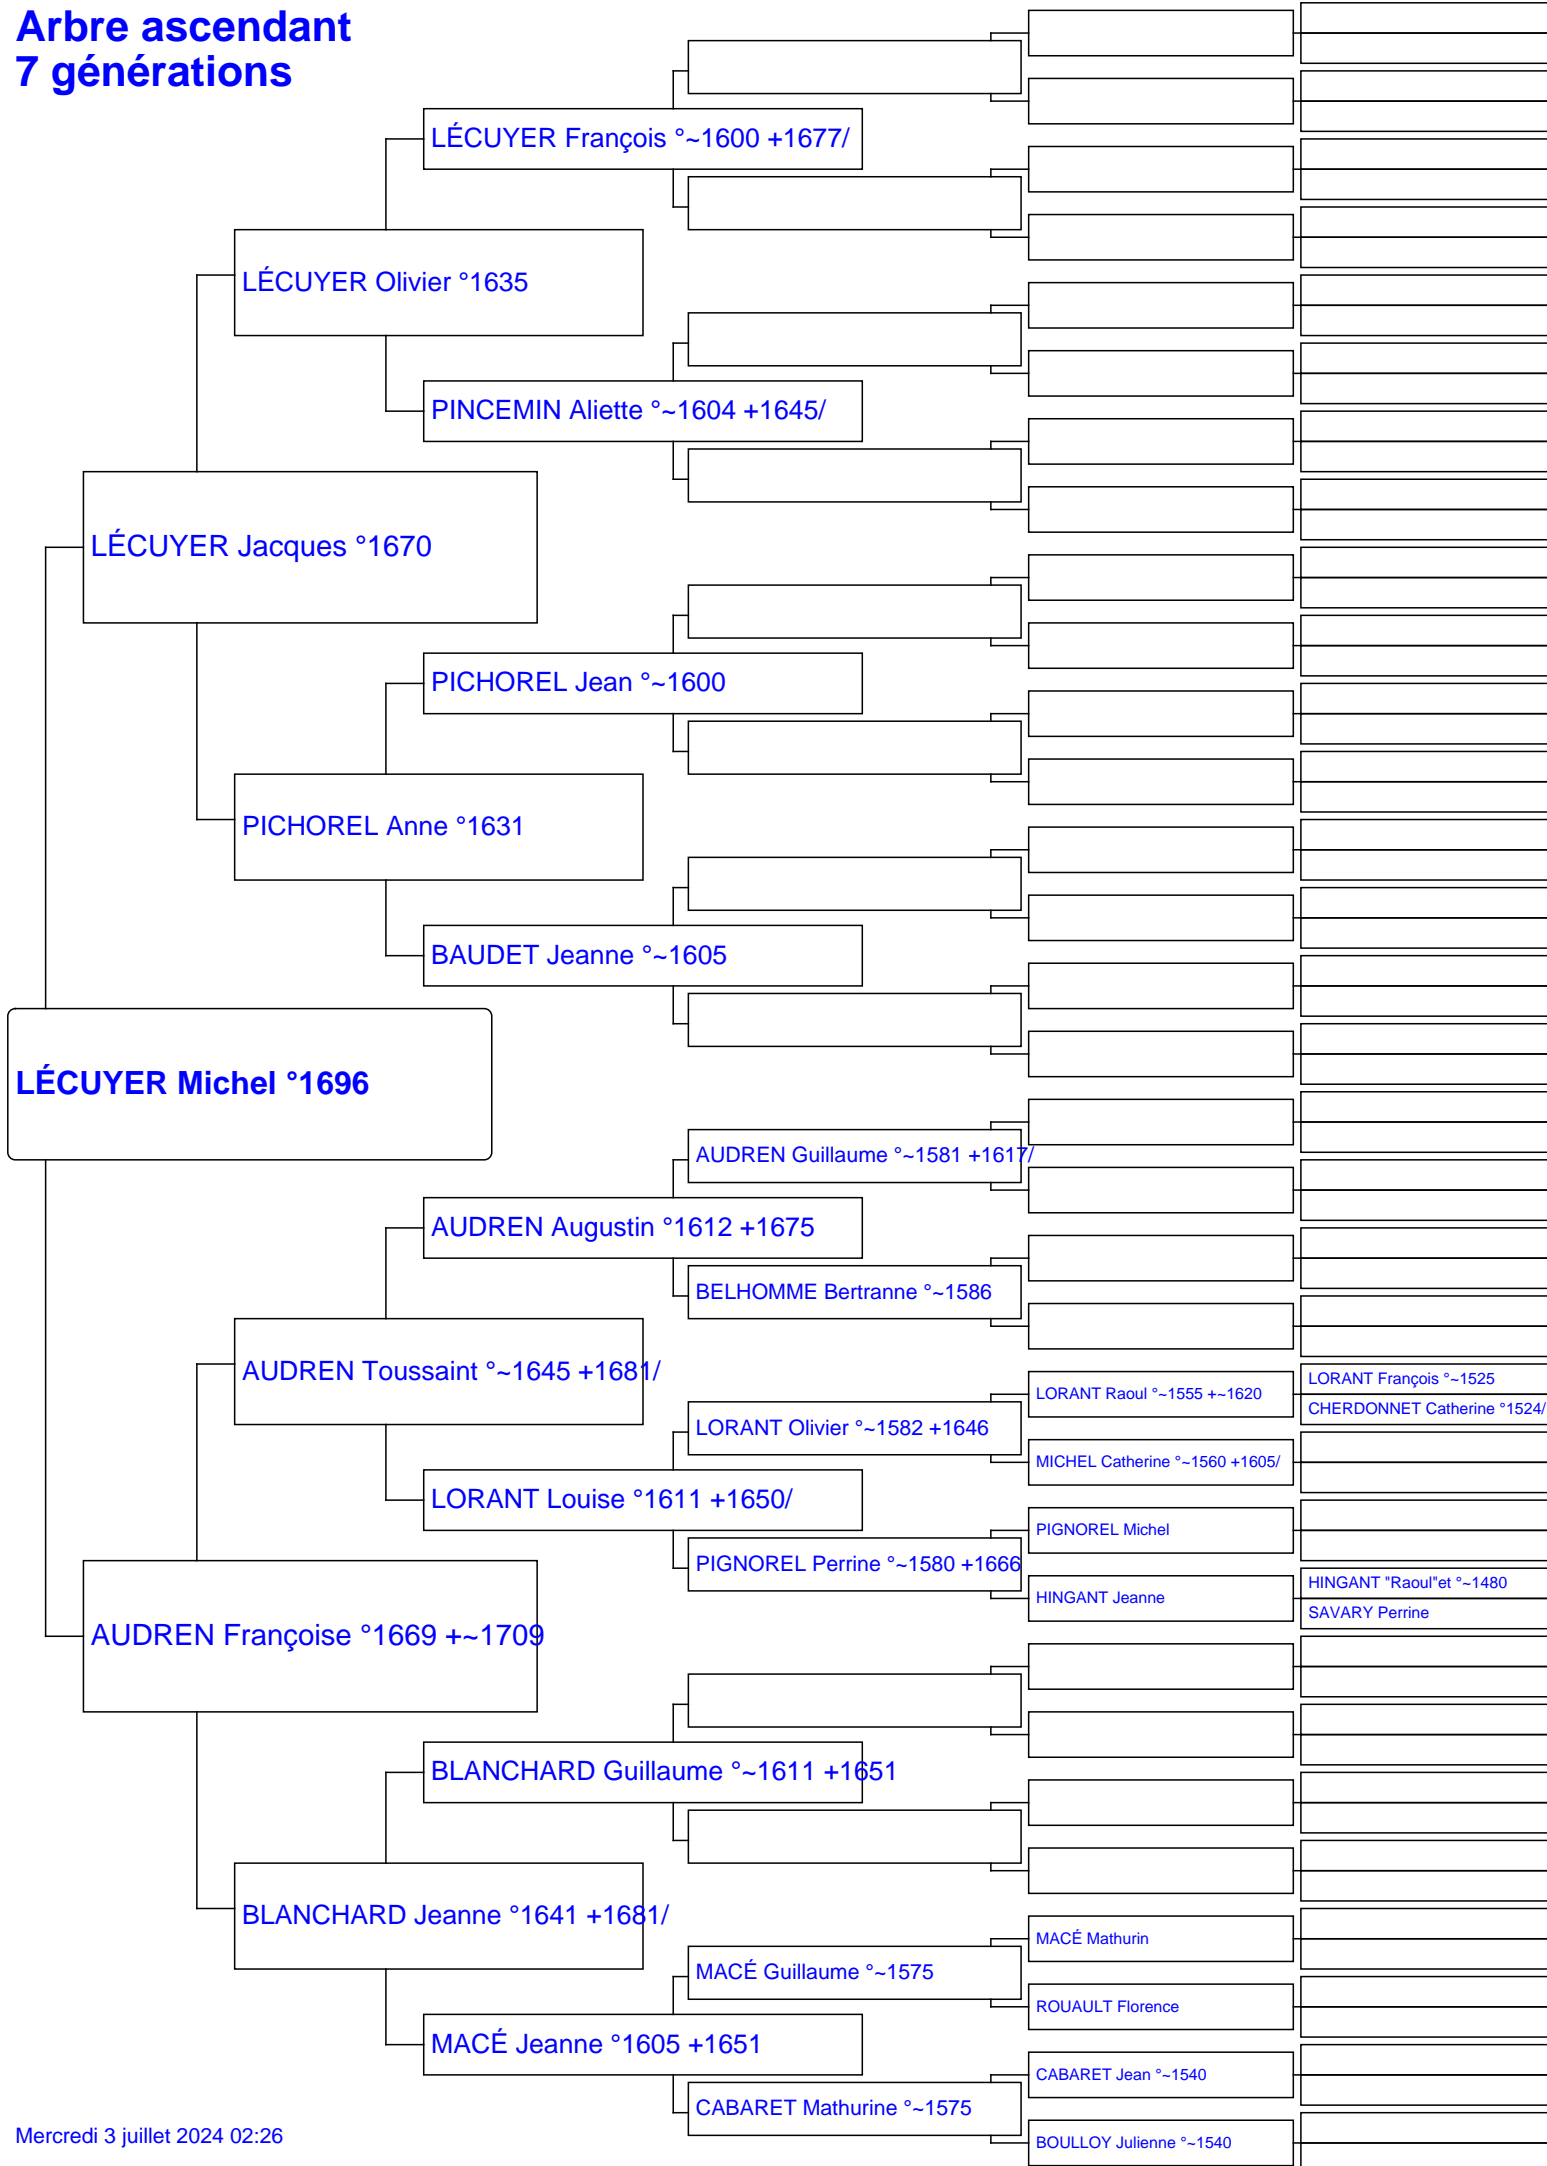 Arbre ascendant
7 générations
LÉCUYER François °~1600 +1677/
LÉCUYER Olivier °1635
PINCEMIN Aliette °~1604 +1645/
LÉCUYER Jacques °1670
PICHOREL Jean °~1600
PICHOREL Anne °1631
BAUDET Jeanne °~1605
LÉCUYER Michel °1696
AUDREN Guillaume °~1581 +1617/
AUDREN Augustin °1612 +1675
BELHOMME Bertranne °~1586
AUDREN Toussaint °~1645 +1681/
LORANT François °~1525
LORANT Raoul °~1555 +~1620
CHERDONNET Catherine °1524/
LORANT Olivier °~1582 +1646
MICHEL Catherine °~1560 +1605/
LORANT Louise °1611 +1650/
PIGNOREL Michel
PIGNOREL Perrine °~1580 +1666
HINGANT "Raoul"et °~1480
HINGANT Jeanne
SAVARY Perrine
AUDREN Françoise °1669 +~1709
BLANCHARD Guillaume °~1611 +1651
BLANCHARD Jeanne °1641 +1681/
MACÉ Mathurin
MACÉ Guillaume °~1575
ROUAULT Florence
MACÉ Jeanne °1605 +1651
CABARET Jean °~1540
CABARET Mathurine °~1575
BOULLOY Julienne °~1540
Mercredi 3 juillet 2024 02:26